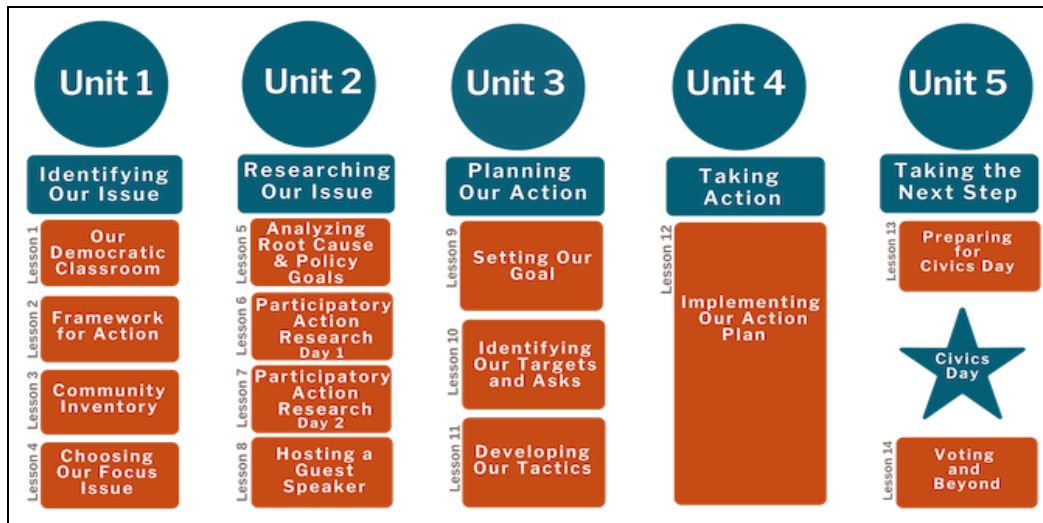 Unit 1
Identifying
Our Issue
Lesson 1
Our
Democratic
Classroom
Lesson 2
Framework
for Action
Lesson 3
Community
Inventory
Lesson 4
Choosing
Our Focus
Issue
Unit 2
Researching
Our Issue
Lesson 5
Analyzing
Root Cause
& Policy
Goals
Lesson 6
Participatory
Action
Research
Day 1
Lesson 7
Participatory
Action
Research
Day 2
Lesson 8
Hosting a
Guest
Speaker
Unit 3
Planning
Our Action
Lesson 9
Setting Our
Goal
Lesson 10
Identifying
Our Targets
and Asks
Lesson 11
Developing
Our Tactics
Unit 4
Taking
Action
Lesson 12
Implementing
Our Action
Plan
Unit 5
Taking the
Next Step
Lesson 13
Preparing
for
Civics Day
Civics
Day
Lesson 14
Voting
and
Beyond